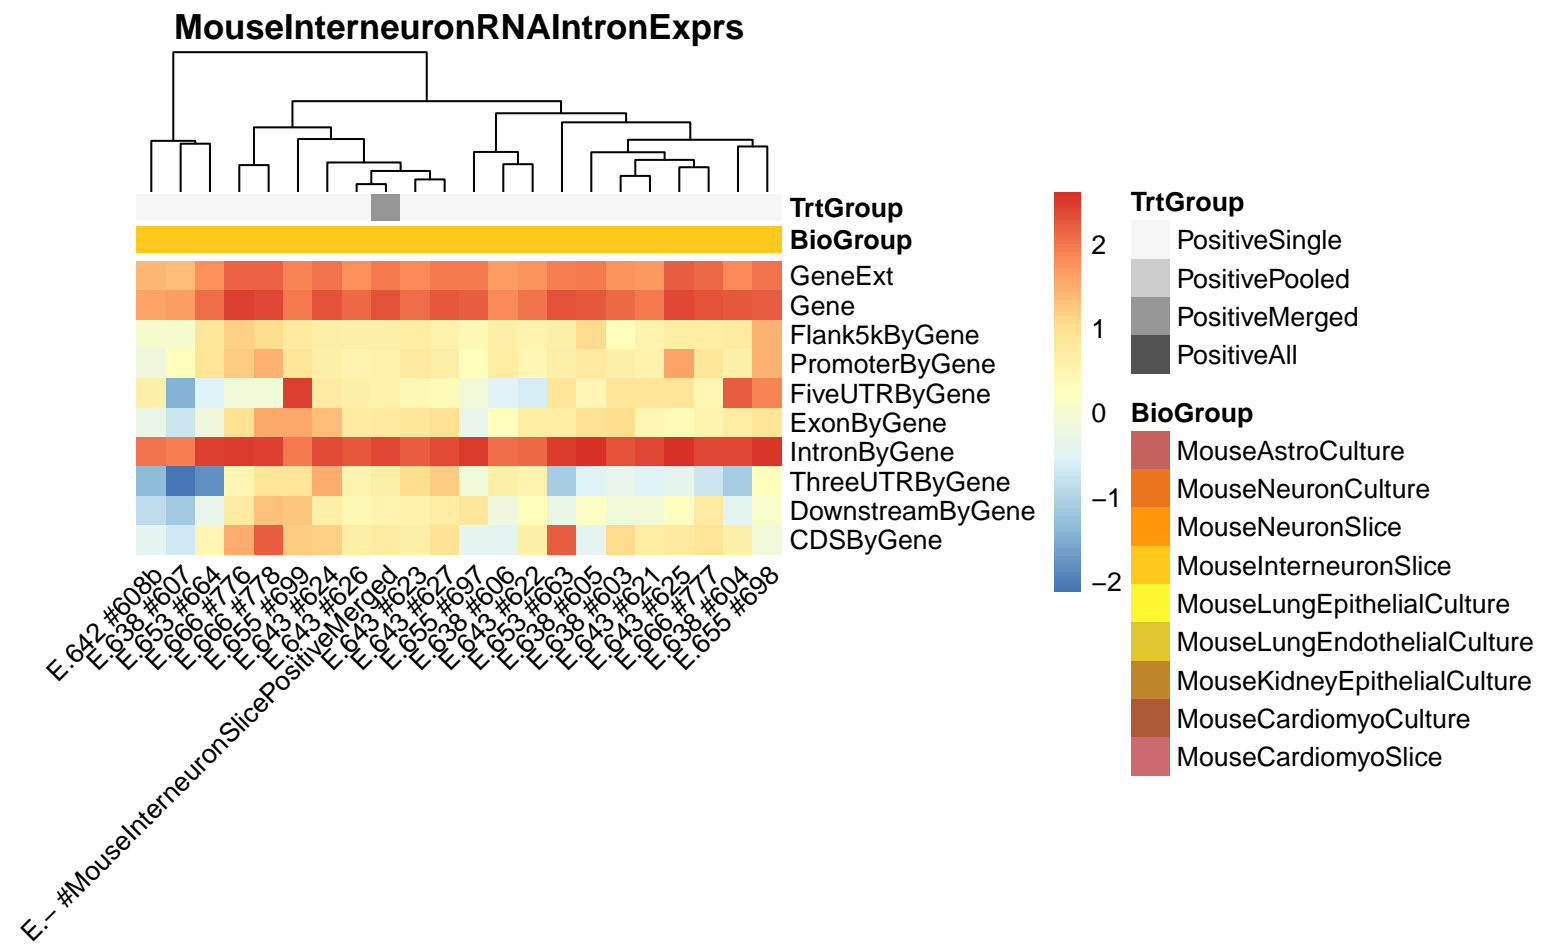 MouseInterneuronRNAIntronExprs
TrtGroup
BioGroup
GeneExt
Gene
Flank5kByGene
PromoterByGene
FiveUTRByGene
ExonByGene
IntronByGene
ThreeUTRByGene
DownstreamByGene
CDSByGene
E.642 #608b
E.638 #607
E.653 #664
E.666 #776
E.666 #778
E.655 #699
E.643 #624
E.643 #626
E.− #MouseInterneuronSlicePositiveMerged
E.643 #623
E.643 #627
E.655 #697
E.638 #606
E.643 #622
E.653 #663
E.638 #605
E.638 #603
E.643 #621
E.643 #625
E.666 #777
E.638 #604
E.655 #698
2
1
0
−1
−2
TrtGroup
PositiveSingle
PositivePooled
PositiveMerged
PositiveAll
BioGroup
MouseAstroCulture
MouseNeuronCulture
MouseNeuronSlice
MouseInterneuronSlice
MouseLungEpithelialCulture
MouseLungEndothelialCulture
MouseKidneyEpithelialCulture
MouseCardiomyoCulture
MouseCardiomyoSlice